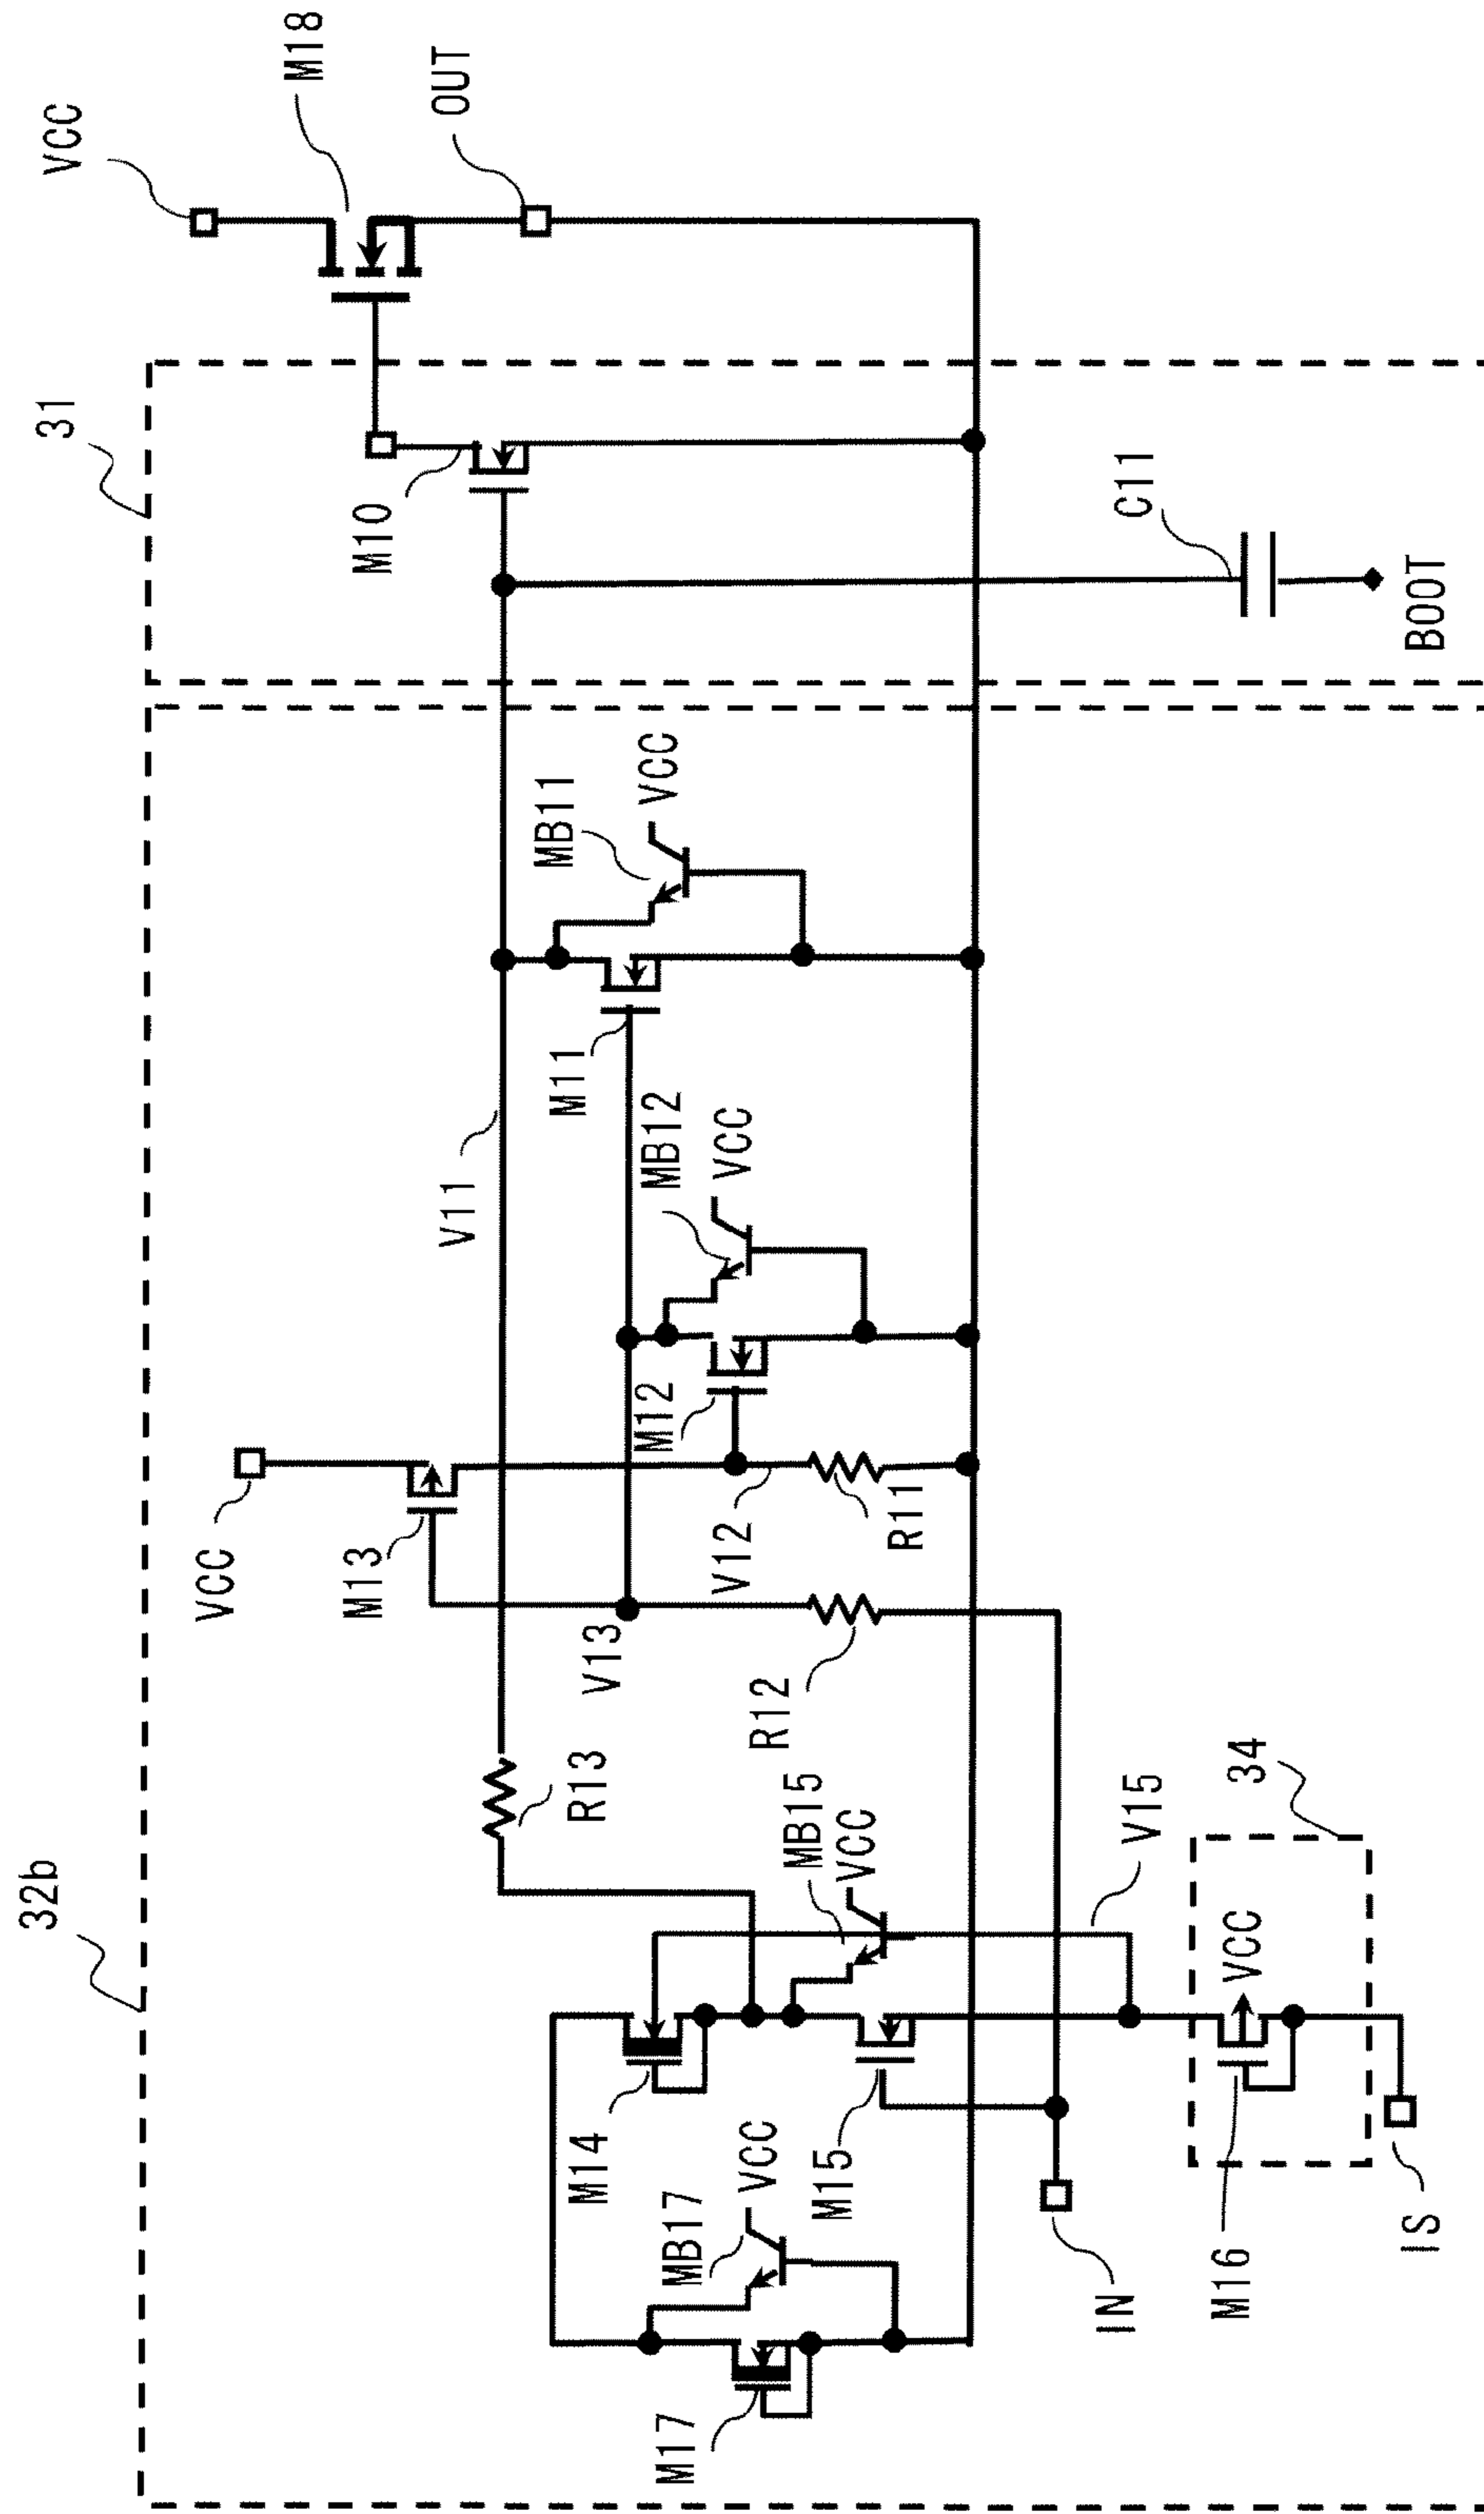 VCC
M18
OUT
31
M10
C11
BOOT
MB11
VCC
M11
V11
MB12
VCC
M12
VCC
M13
V12
R11
V13
R12
R13
32b
MB15
VCC
V15
34
VCC
M14
M15
MB17
VCC
M17
IN
M16
IS